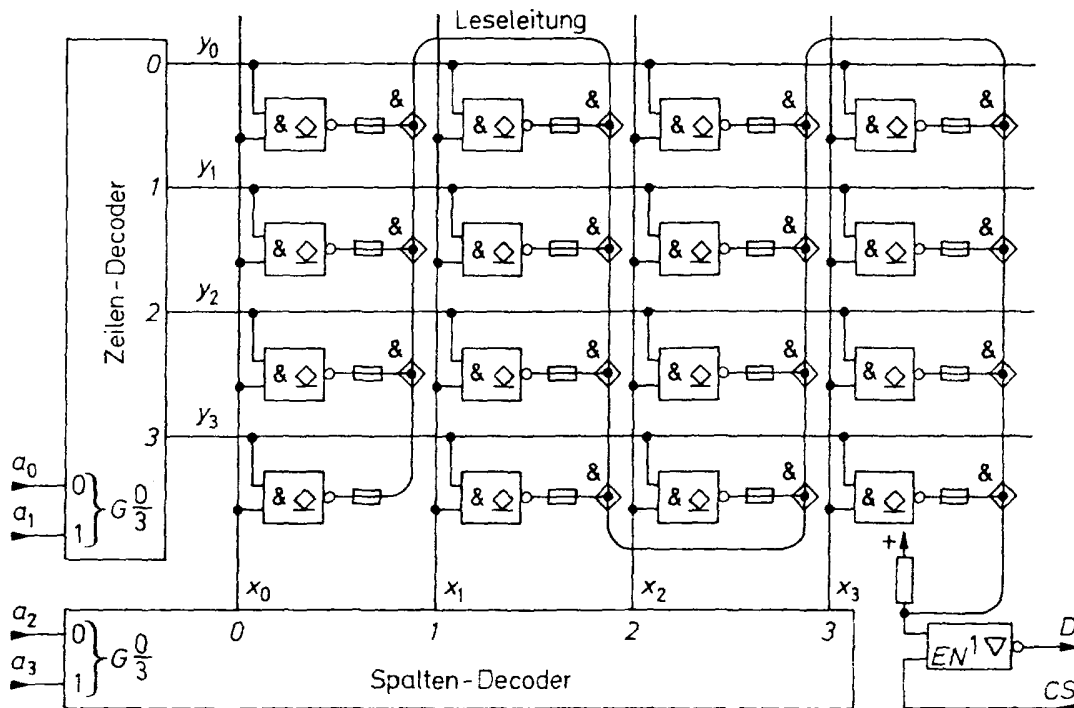 Leseleitung
y0
0
& & & & & & & &
y1
1
& & & & & & & &
Zeilen-Decoder
y2
2
& & & & & & & &
y3
3
& & & & & & &
a0 0 } G 0/3
a1 1
+
x0 x1 x2 x3
0 1 2 3
a2 0 } G 0/3
a3 1
EN 1 ▽ D
Spalten-Decoder
CS